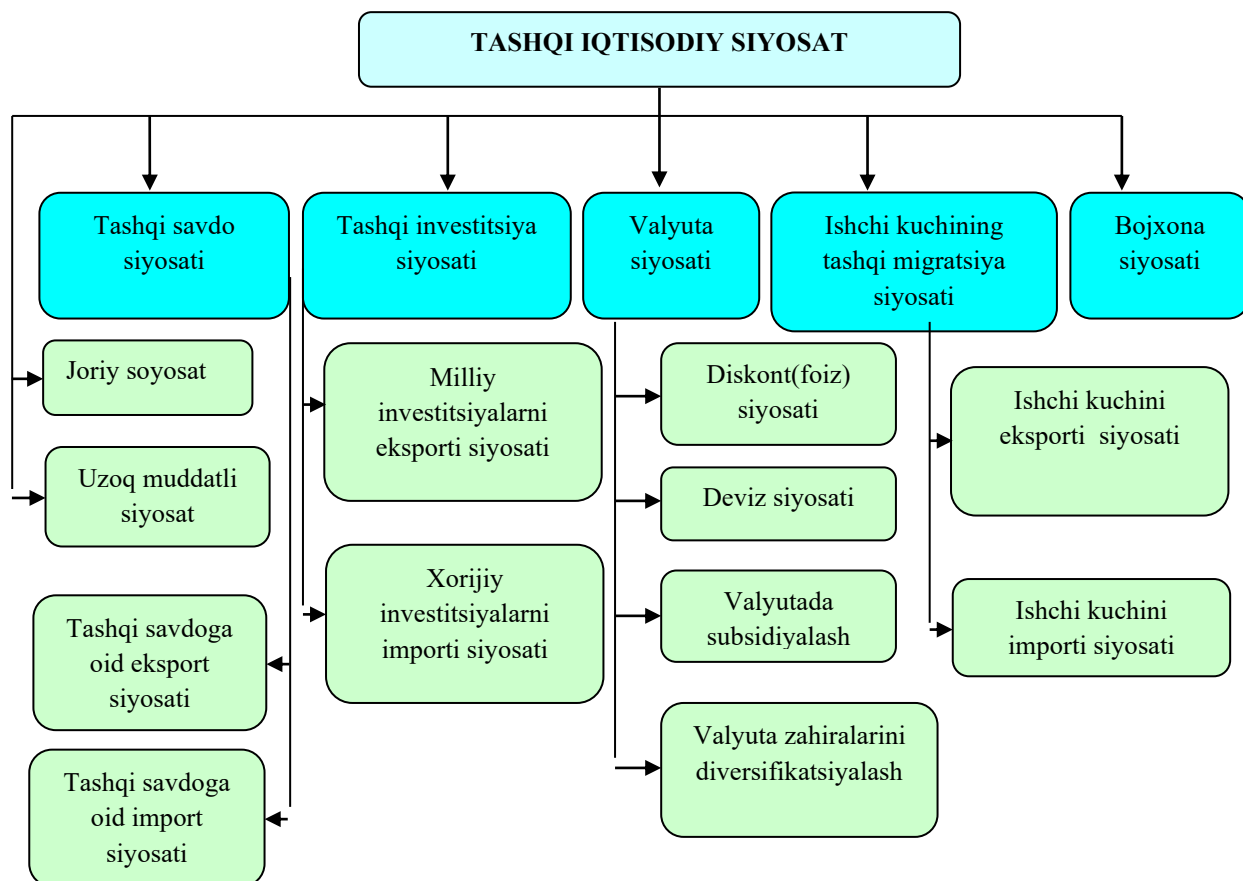 TASHQI IQTISODIY SIYOSAT
Tashqi savdo
siyosati
Tashqi investitsiya
siyosati
Valyuta
siyosati
Ishchi kuchining
tashqi migratsiya
siyosati
Bojxona
siyosati
Joriy soyosat
Uzoq muddatli
siyosat
Tashqi savdoga
oid eksport
siyosati
Tashqi savdoga
oid import
siyosati
Milliy
investitsiyalarni
eksporti siyosati
Xorijiy
investitsiyalarni
importi siyosati
Diskont(foiz)
siyosati
Deviz siyosati
Valyutada
subsidiyalash
Valyuta zahiralarini
diversifikatsiyalash
Ishchi kuchini
eksporti siyosati
Ishchi kuchini
importi siyosati